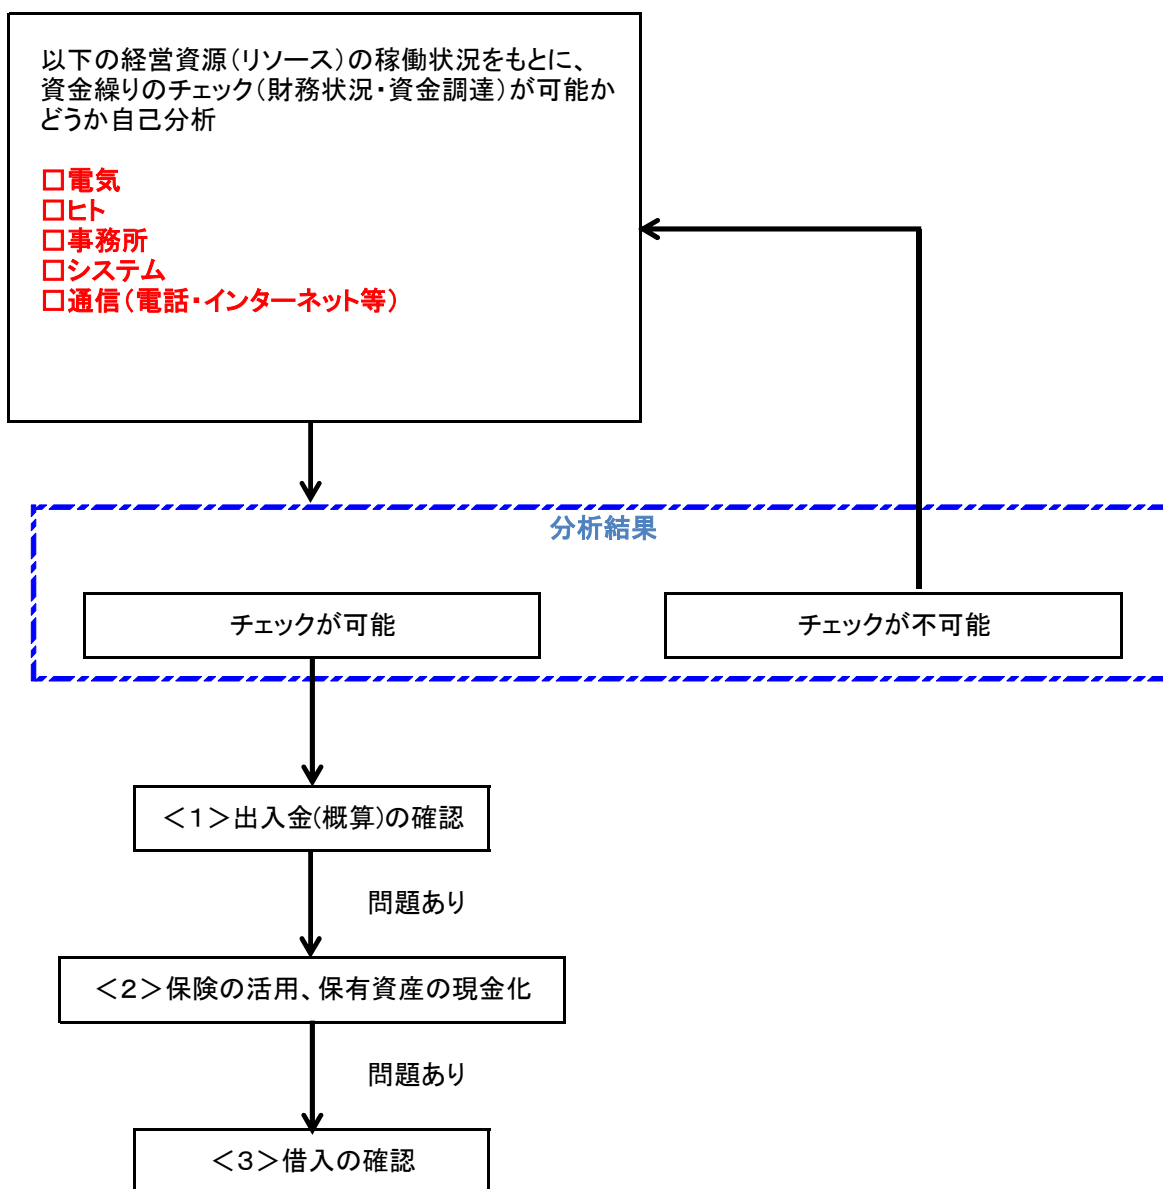 以下の経営資源(リソース)の稼働状況をもとに、
資金繰りのチェック(財務状況・資金調達)が可能か
どうか自己分析
□電気
□ヒト
□事務所
□システム
□通信(電話・インターネット等)
分析結果
チェックが可能
チェックが不可能
<1>出入金(概算)の確認
問題あり
<2>保険の活用、保有資産の現金化
問題あり
<3>借入の確認